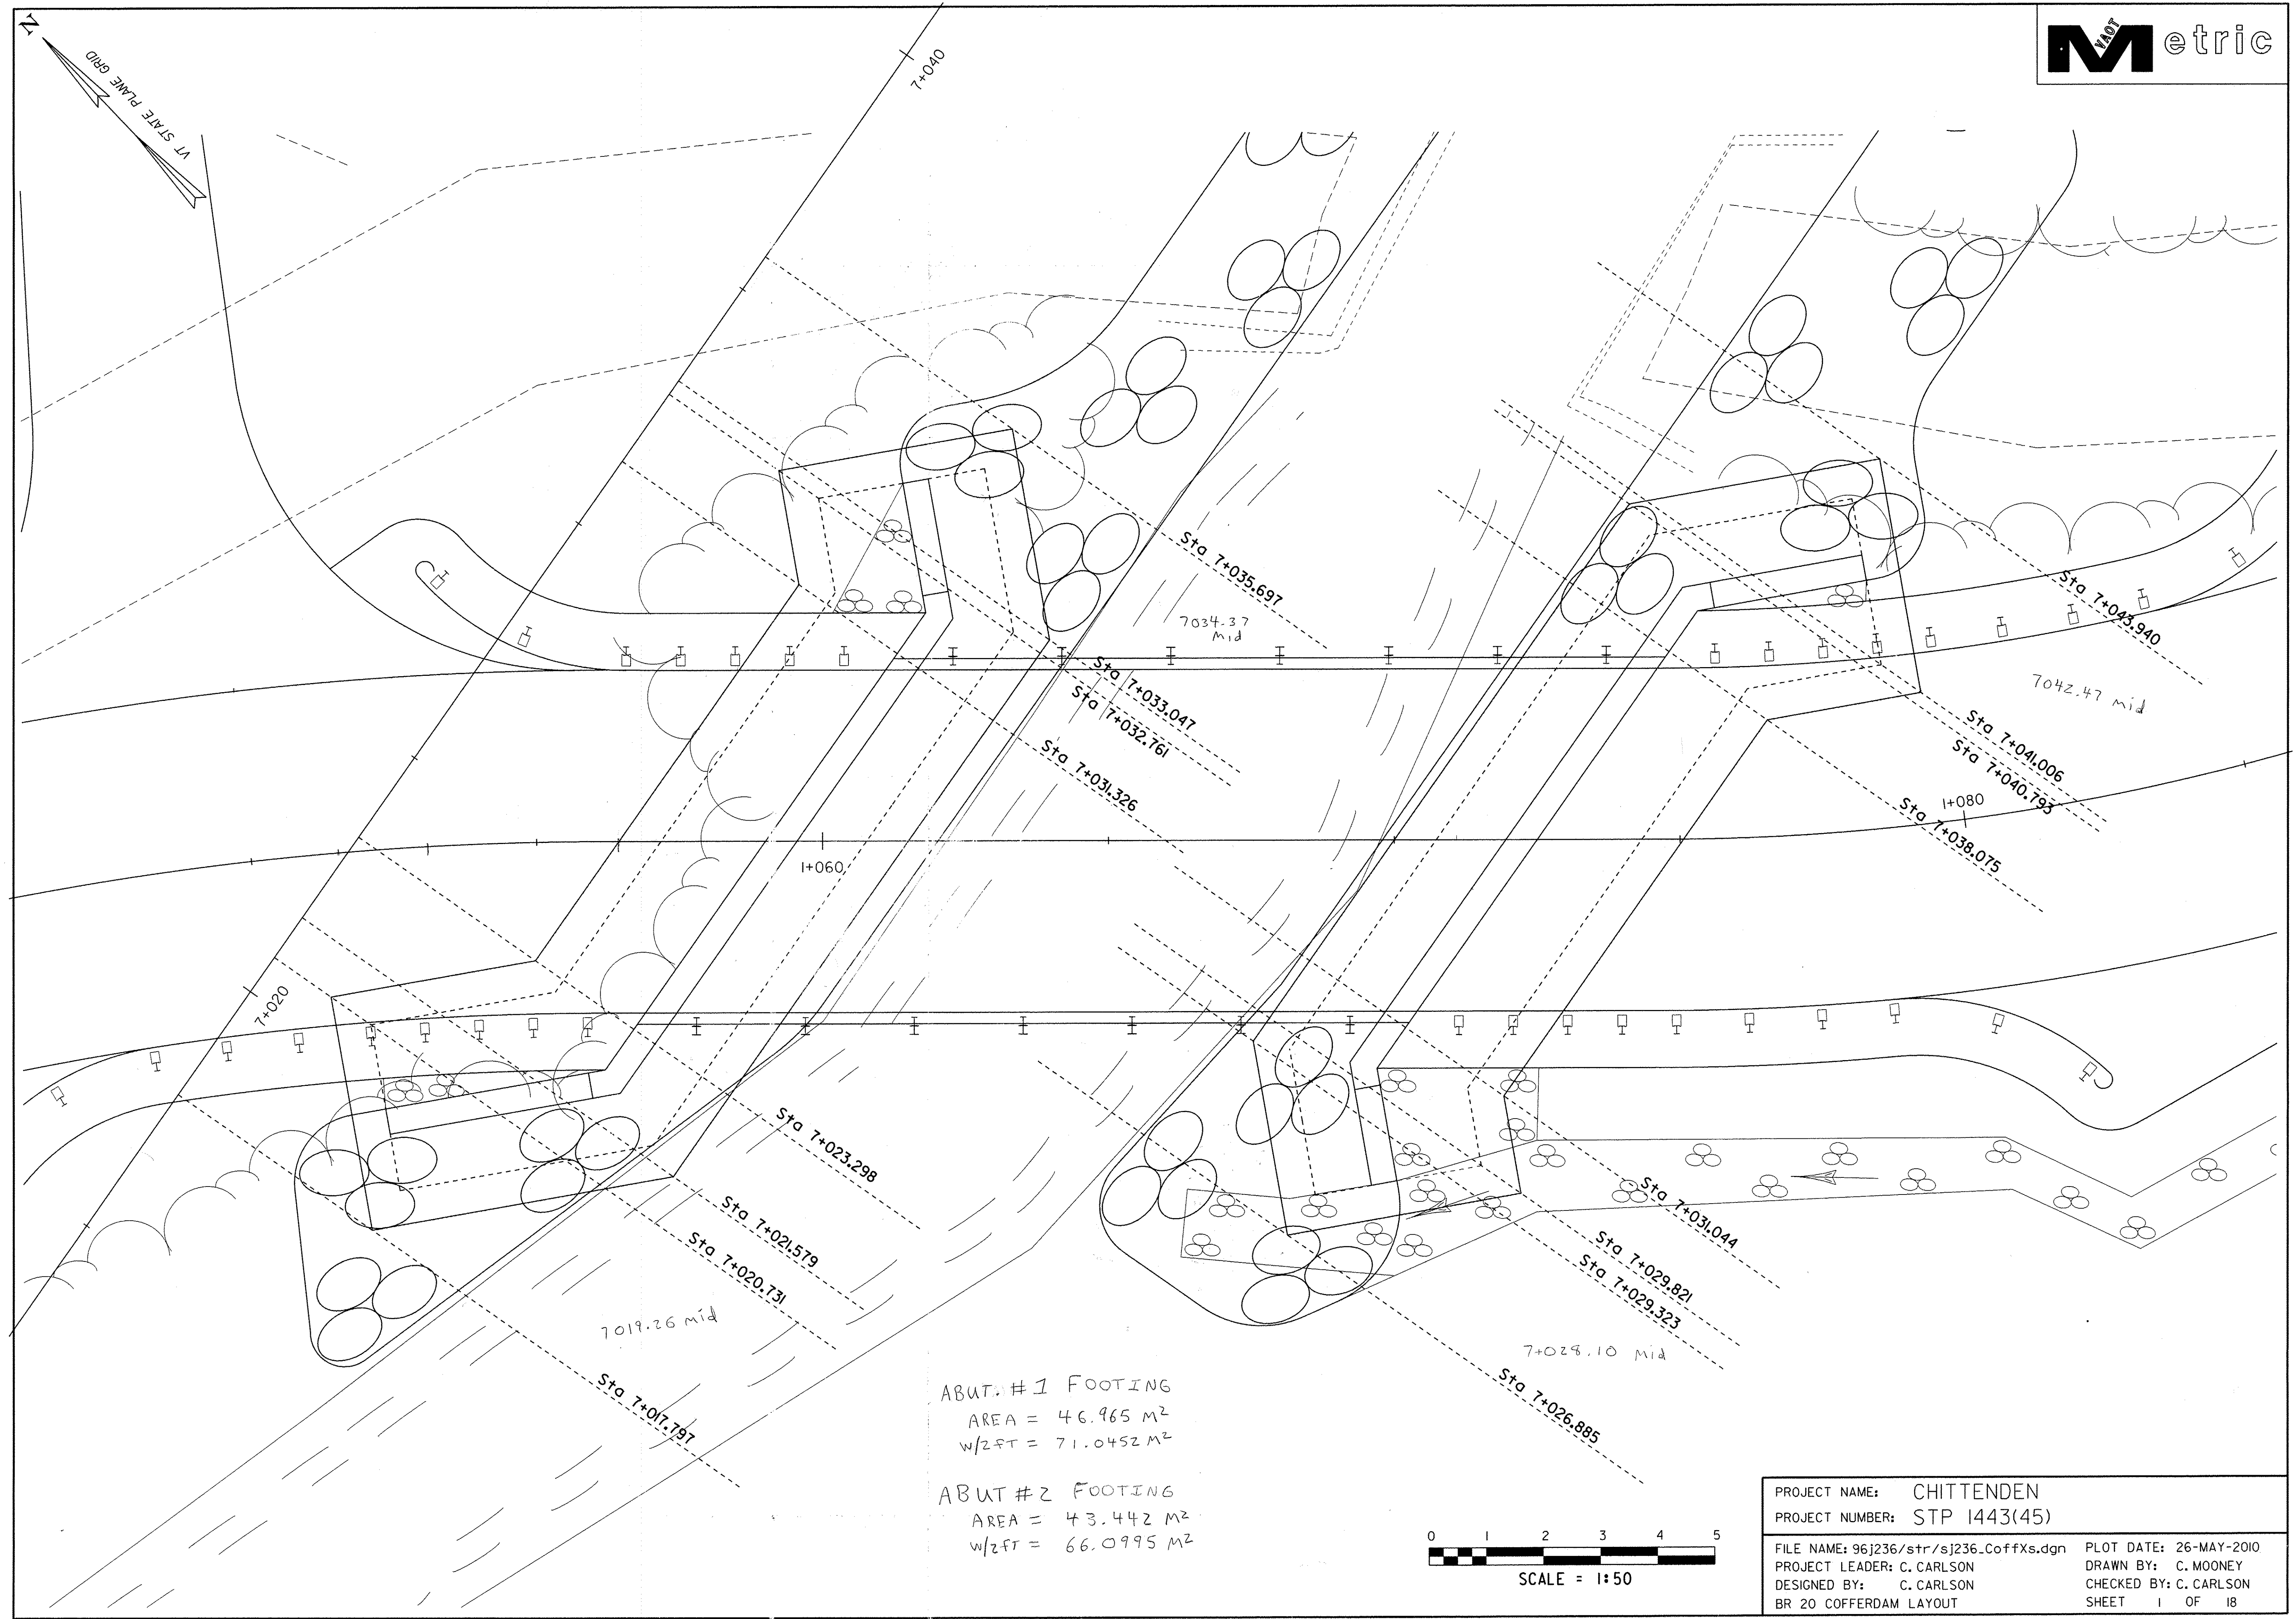 N
VT STATE PLANE GRID
VAOT
Metric
7+040
Sta 7+035.697
7034.37
Mid
Sta 7+033.047
Sta 7+032.761
Sta 7+031.326
Sta 7+043.940
7042.47 mid
Sta 7+041.006
Sta 7+040.793
1+080
Sta 7+038.075
1+060
7+020
Sta 7+023.298
Sta 7+021.579
Sta 7+020.731
7019.26 mid
Sta 7+017.797
Sta 7+031.044
Sta 7+029.821
Sta 7+029.323
7+028.10 Mid
Sta 7+026.885
ABUT. #1 FOOTING
AREA = 46.965 M²
W/2FT = 71.0452 M²
ABUT #2 FOOTING
AREA = 43.442 M²
W/2FT = 66.0995 M²
0 1 2 3 4 5
SCALE = 1:50
PROJECT NAME: CHITTENDEN
PROJECT NUMBER: STP 1443(45)
FILE NAME: 96j236/str/sj236_CoffXs.dgn PLOT DATE: 26-MAY-2010
PROJECT LEADER: C. CARLSON DRAWN BY: C. MOONEY
DESIGNED BY: C. CARLSON CHECKED BY: C. CARLSON
BR 20 COFFERDAM LAYOUT SHEET 1 OF 18